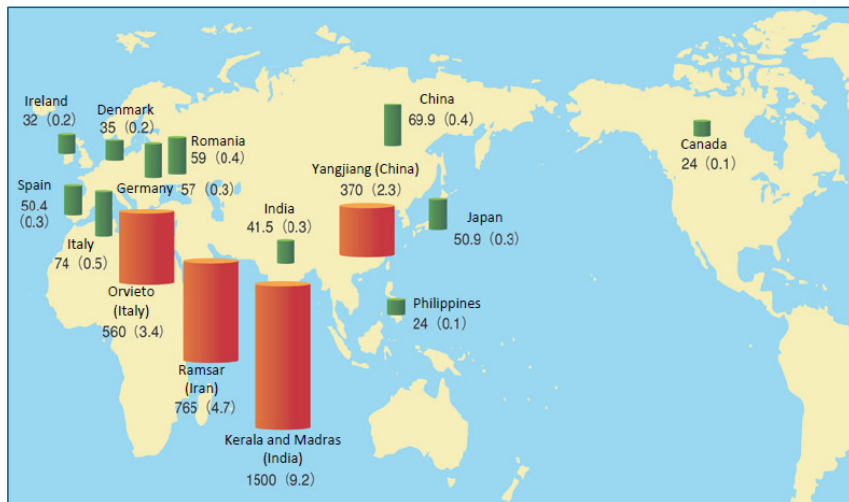 Ireland
32（0.2）
Denmark
35（0.2）
Romania
59（0.4）
Germany 57（0.3）
Spain
50.4
（0.3）
Italy
74（0.5）
Orvieto
(Italy)
560（3.4）
Ramsar
(Iran)
765（4.7）
India
41.5（0.3）
Kerala and Madras
(India)
1500（9.2）
China
69.9（0.4）
Yangjiang (China)
370（2.3）
Japan
50.9（0.3）
Philippines
24（0.1）
Canada
24（0.1）